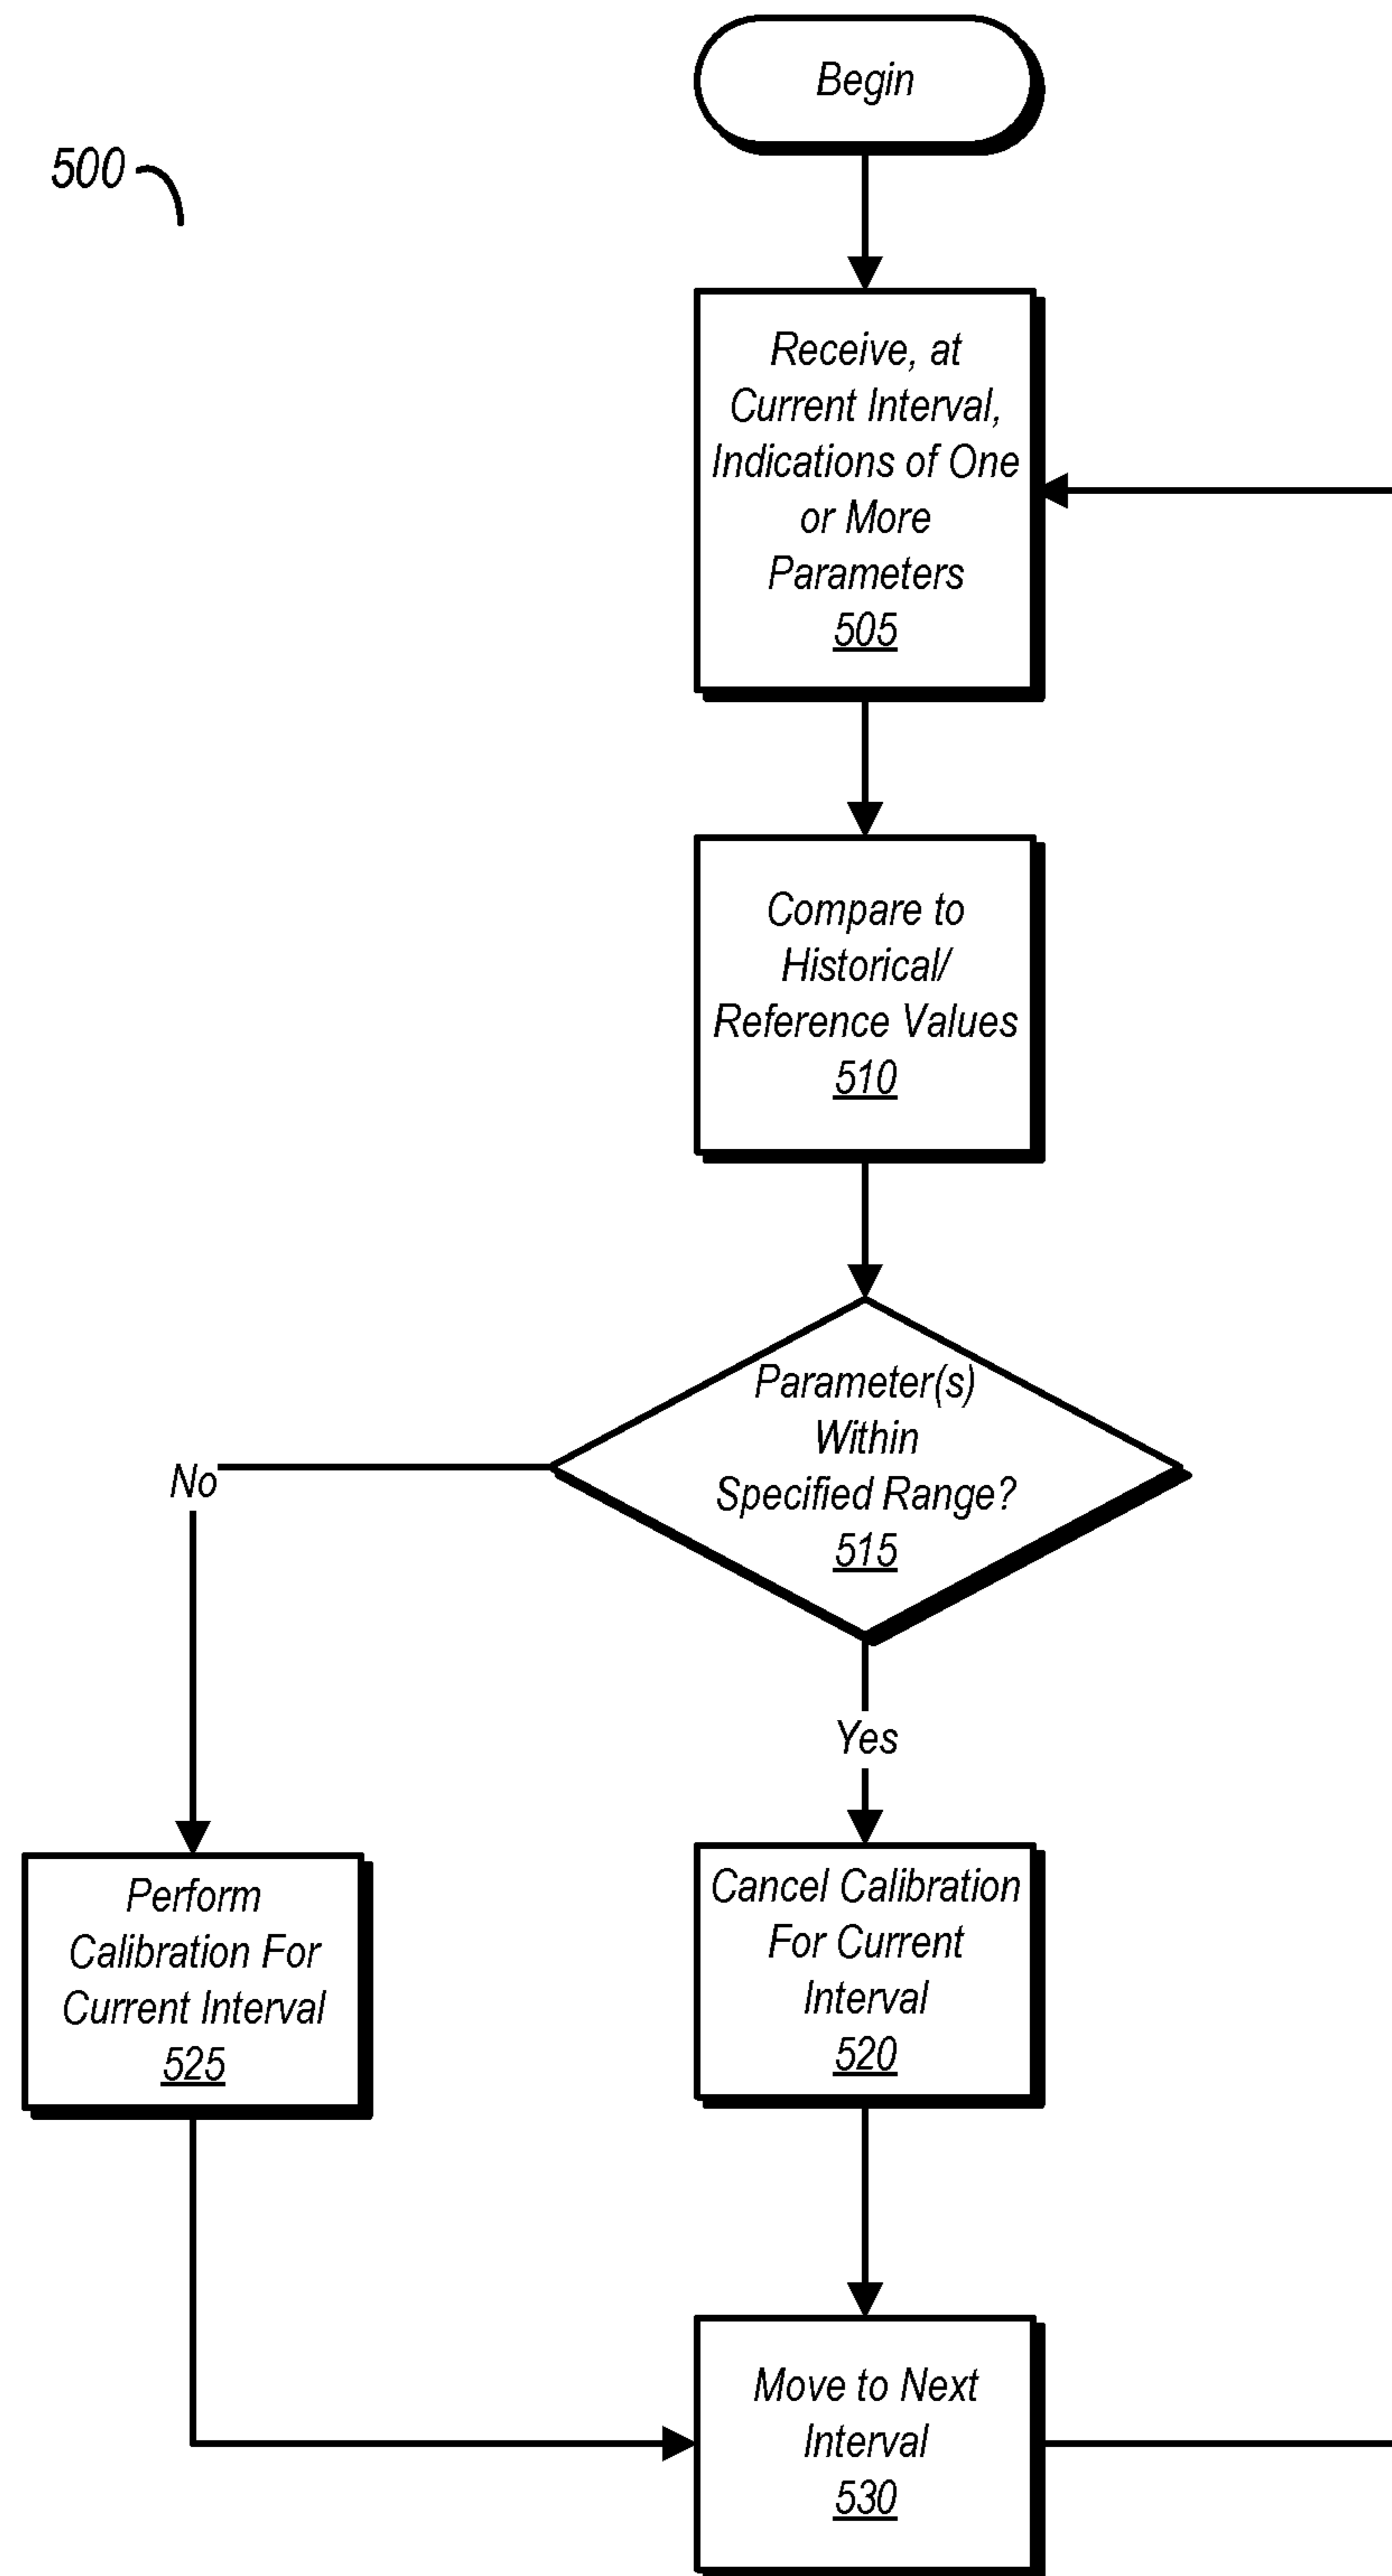 Begin
500
Receive, at
Current Interval,
Indications of One
or More
Parameters
505
Compare to
Historical/
Reference Values
510
Parameter(s)
Within
Specified Range?
515
No
Yes
Perform
Calibration For
Current Interval
525
Cancel Calibration
For Current
Interval
520
Move to Next
Interval
530